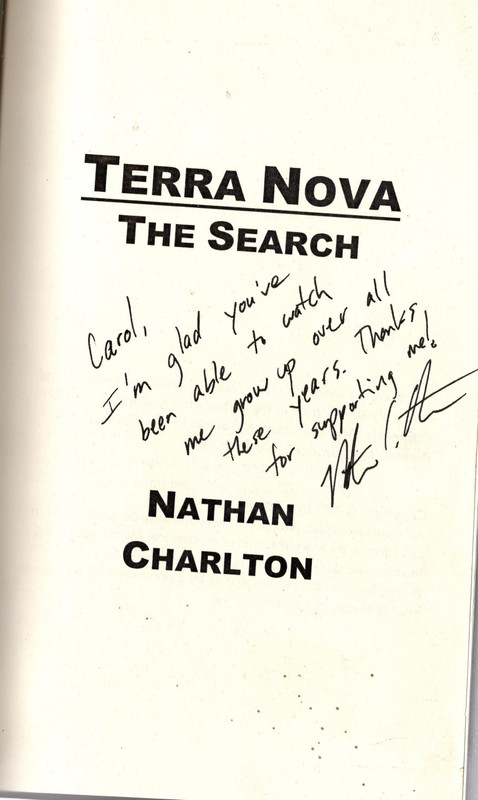 TERRA NOVA
THE SEARCH
Carol,
I'm glad you've
been able to watch
me grow up over all
these years. Thanks
for supporting me!
NATHAN
CHARLTON